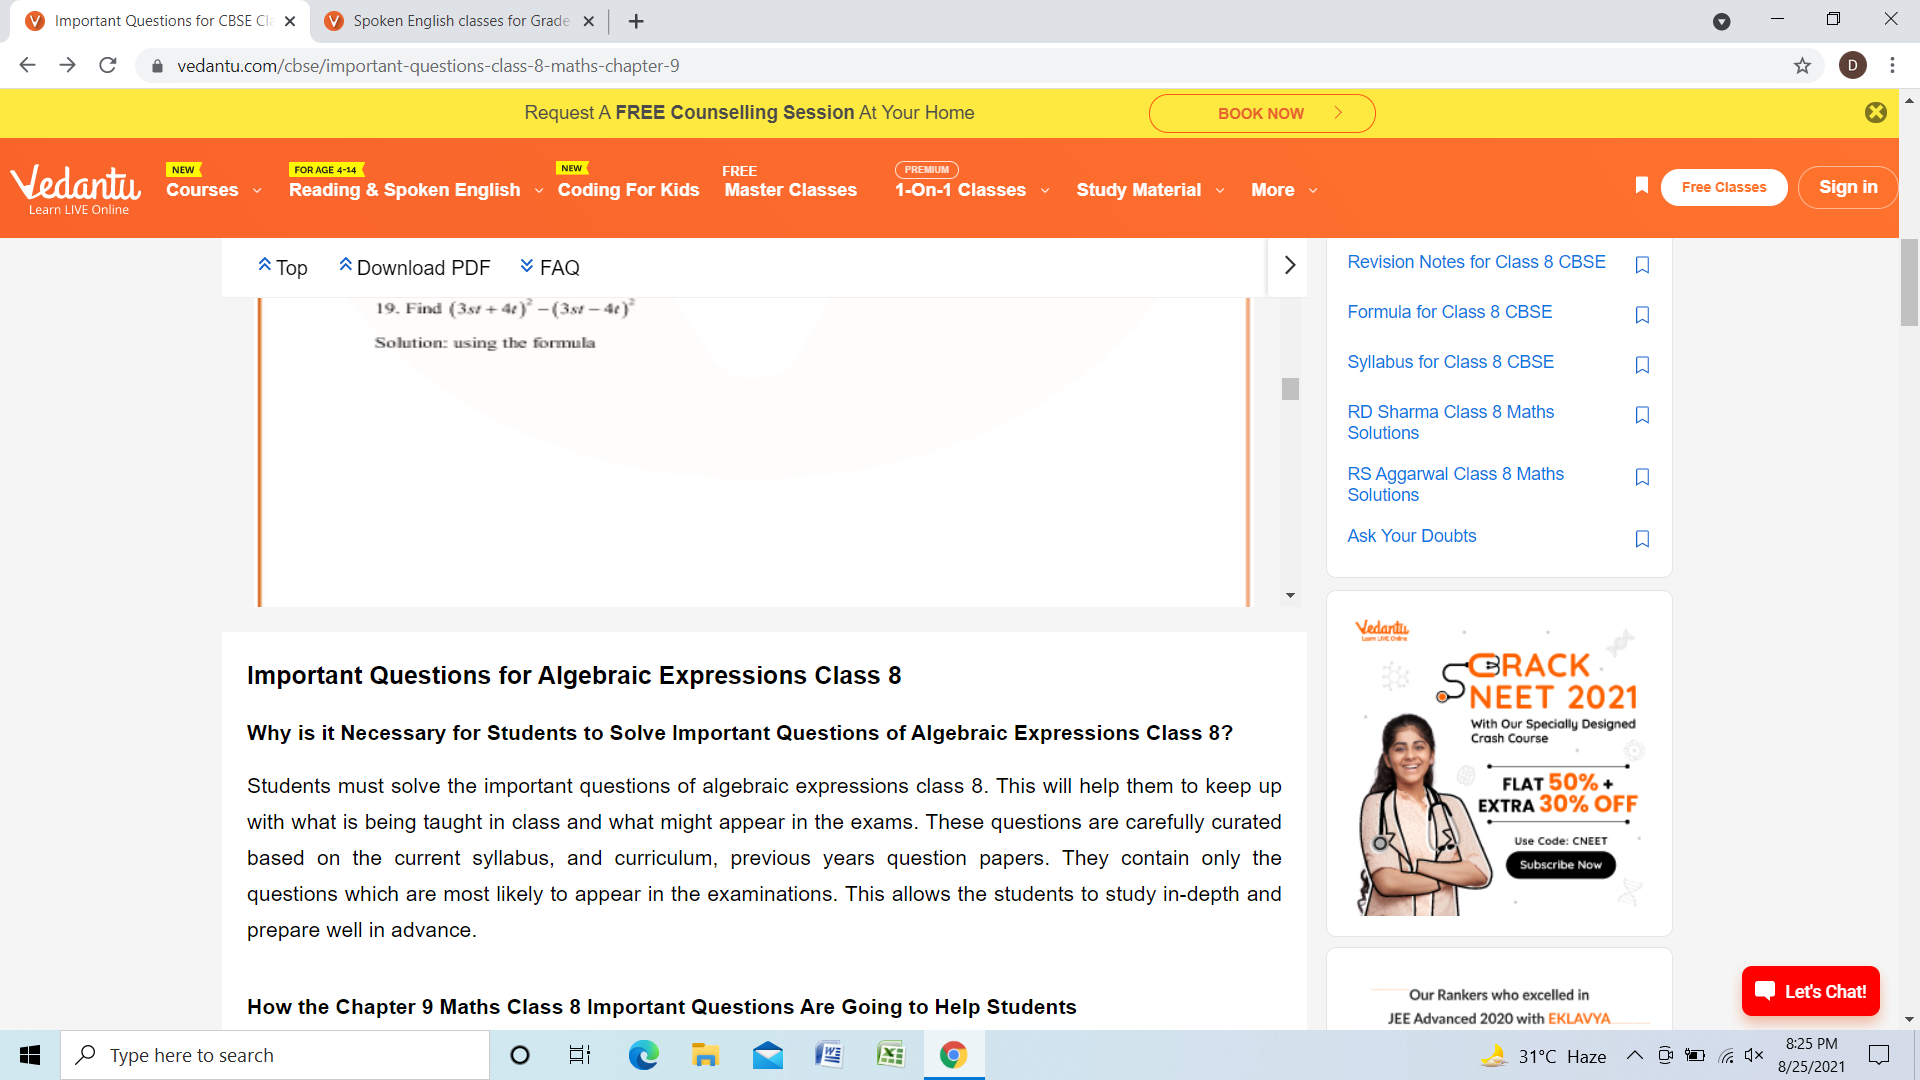 Important Questions for CBSE Cla
Spoken English classes for Grade
vedantu.com/cbse/important-questions-class-8-maths-chapter-9
D
Request A FREE Counselling Session At Your Home
BOOK NOW
Vedantu
Learn LIVE Online
NEW
Courses
FOR AGE 4-14
Reading & Spoken English
NEW
Coding For Kids
FREE
Master Classes
PREMIUM
1-On-1 Classes
Study Material
More
Free Classes
Sign in
Top
Download PDF
FAQ
19. Find (3st + 4t)² − (3st − 4t)²
Solution: using the formula
Revision Notes for Class 8 CBSE
Formula for Class 8 CBSE
Syllabus for Class 8 CBSE
RD Sharma Class 8 Maths
Solutions
RS Aggarwal Class 8 Maths
Solutions
Ask Your Doubts
Important Questions for Algebraic Expressions Class 8
Why is it Necessary for Students to Solve Important Questions of Algebraic Expressions Class 8?
Students must solve the important questions of algebraic expressions class 8. This will help them to keep up
with what is being taught in class and what might appear in the exams. These questions are carefully curated
based on the current syllabus, and curriculum, previous years question papers. They contain only the
questions which are most likely to appear in the examinations. This allows the students to study in-depth and
prepare well in advance.
How the Chapter 9 Maths Class 8 Important Questions Are Going to Help Students
Vedantu
Learn LIVE Online
CRACK
NEET 2021
With Our Specially Designed
Crash Course
FLAT 50% +
EXTRA 30% OFF
Use Code: CNEET
Subscribe Now
Our Rankers who excelled in
JEE Advanced 2020 with EKLAVYA
Let's Chat!
Type here to search
31°C Haze
8:25 PM
8/25/2021